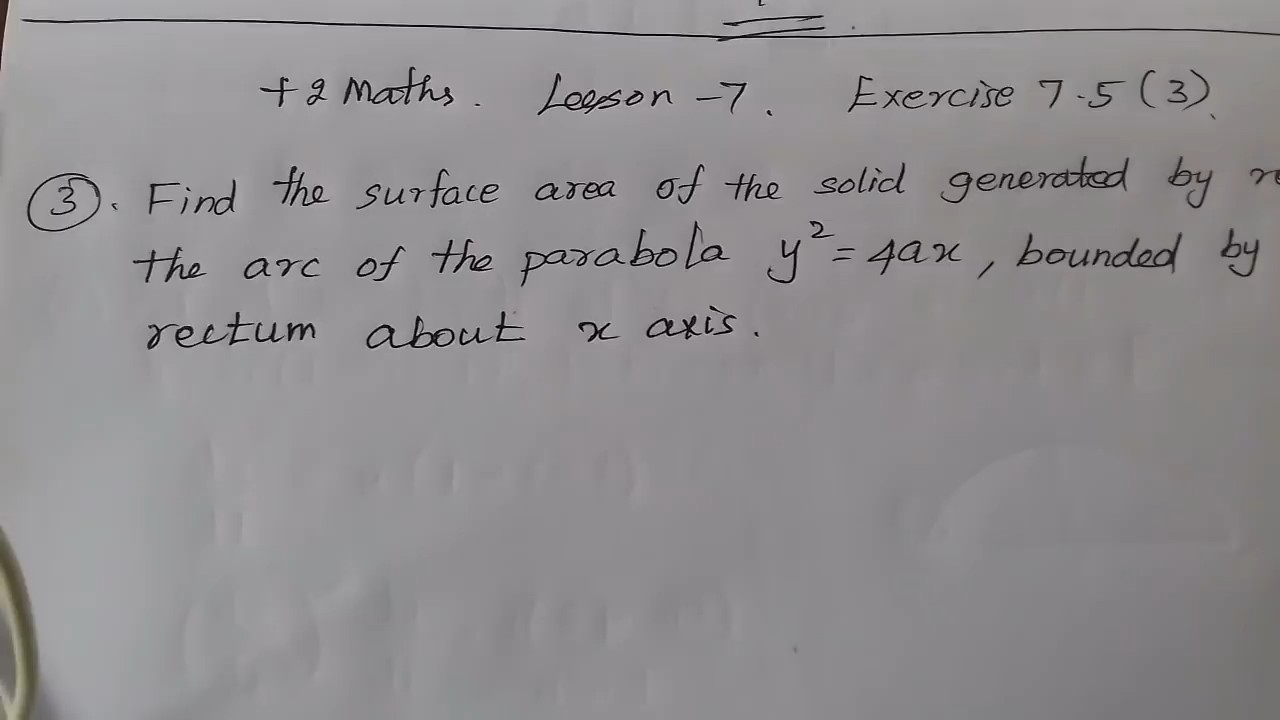 +2 Maths. Lesson -7. Exercise 7.5 (3).
3. Find the surface area of the solid generated by
the arc of the parabola y² = 4ax, bounded by
rectum about x axis.